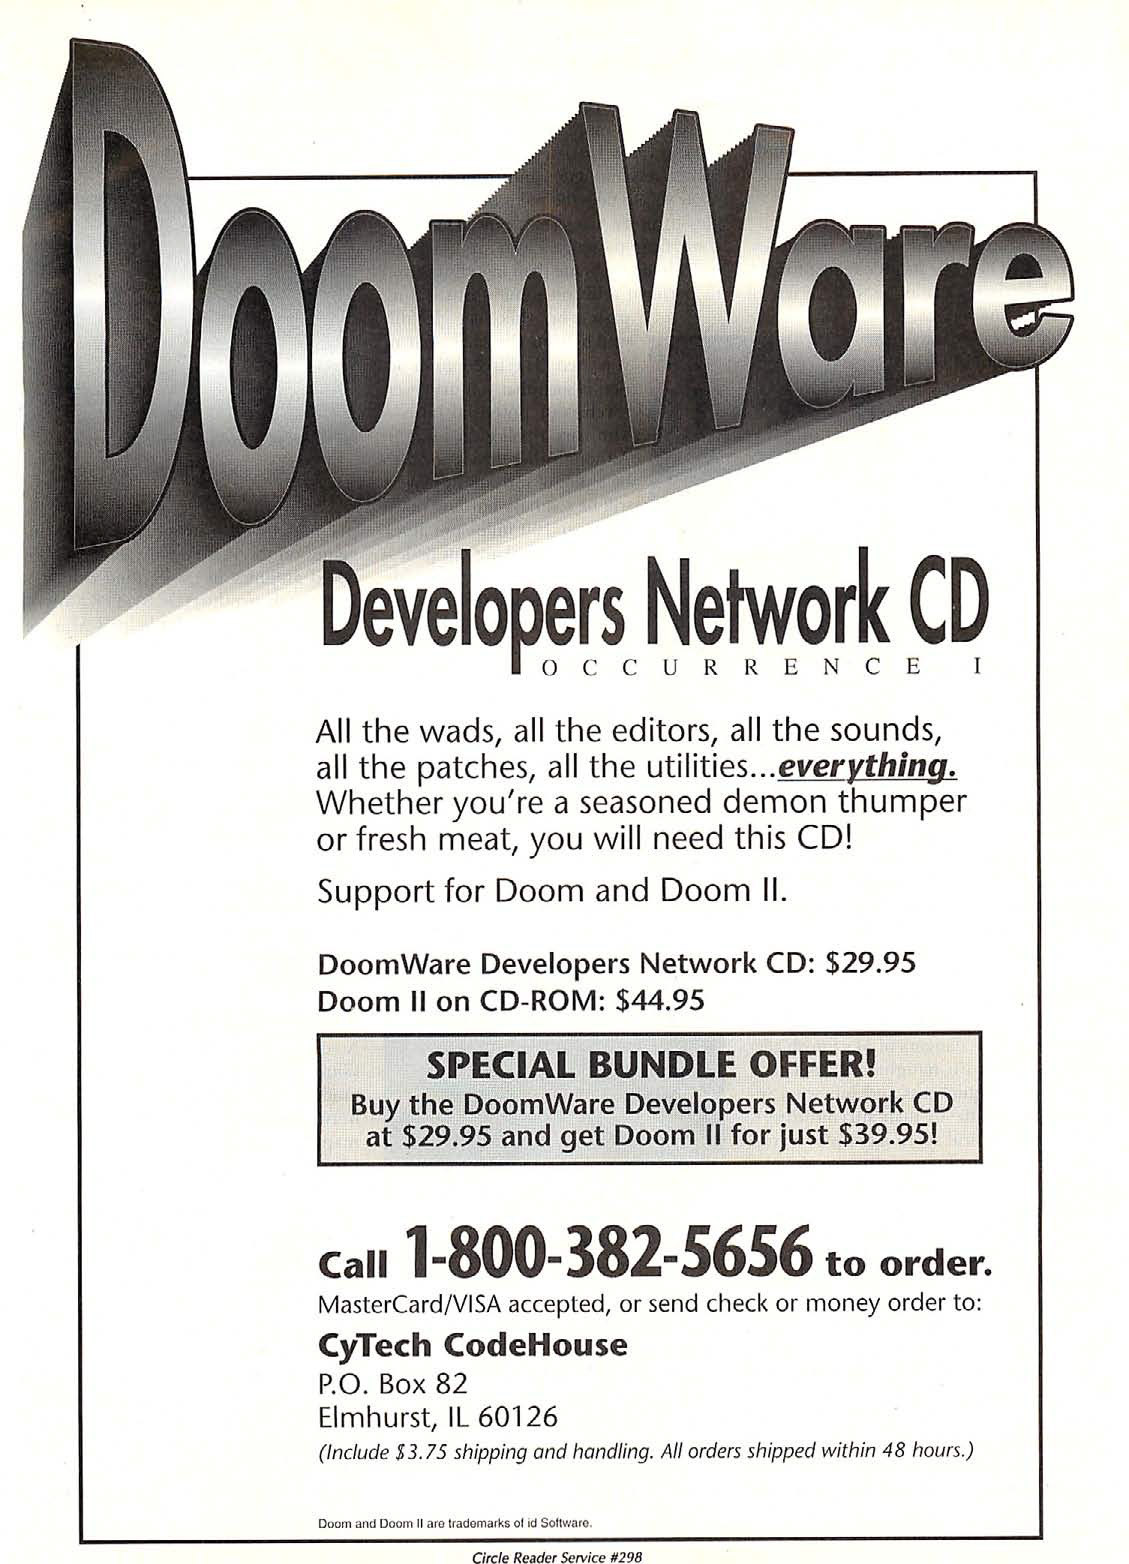 DoomWare
Developers Network CD
OCCURRENCE I
All the wads, all the editors, all the sounds,
all the patches, all the utilities...everything.
Whether you're a seasoned demon thumper
or fresh meat, you will need this CD!
Support for Doom and Doom II.
DoomWare Developers Network CD: $29.95
Doom II on CD-ROM: $44.95
SPECIAL BUNDLE OFFER!
Buy the DoomWare Developers Network CD
at $29.95 and get Doom II for just $39.95!
Call 1-800-382-5656 to order.
MasterCard/VISA accepted, or send check or money order to:
CyTech CodeHouse
P.O. Box 82
Elmhurst, IL 60126
(Include $3.75 shipping and handling. All orders shipped within 48 hours.)
Doom and Doom II are trademarks of id Software.
Circle Reader Service #298